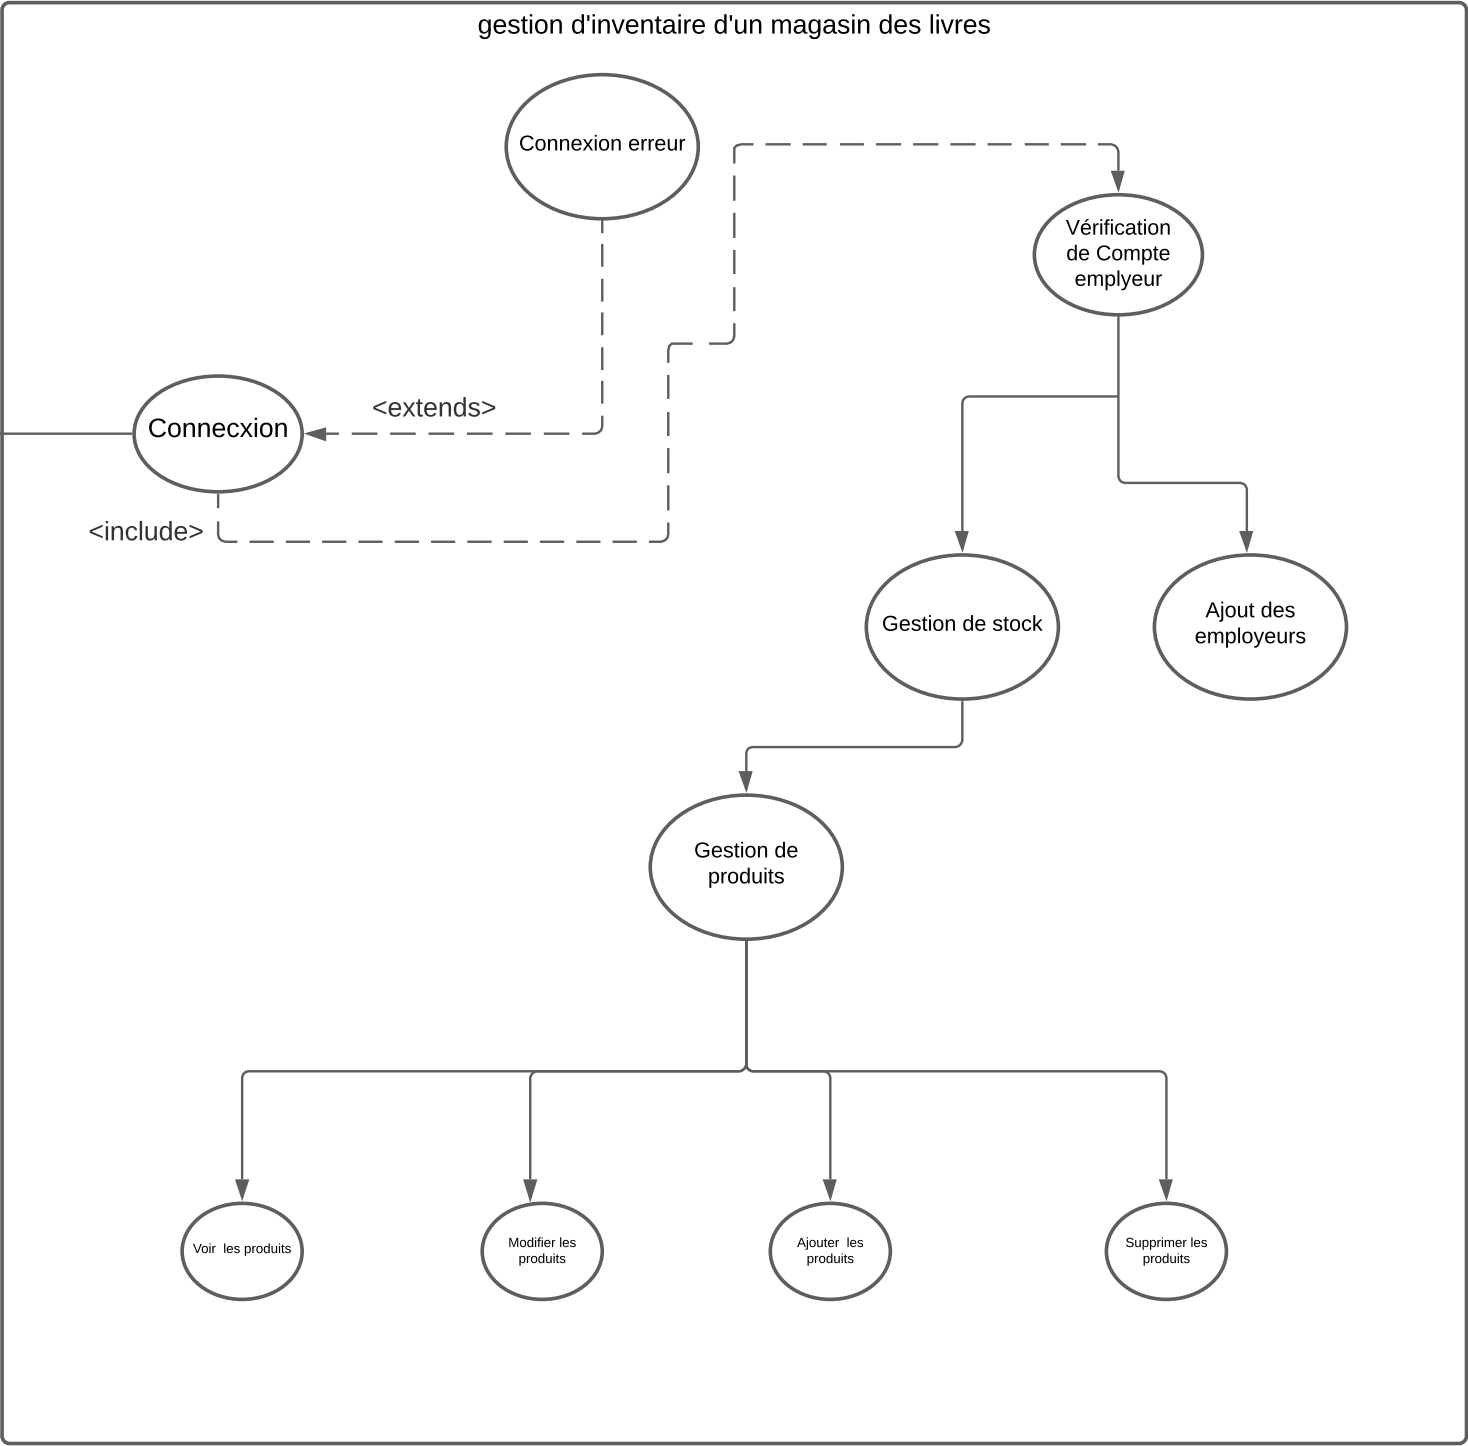 gestion d'inventaire d'un magasin des livres
Connexion erreur
Vérification
de Compte
emplyeur
<extends>
Connecxion
<include>
Gestion de stock
Ajout des
employeurs
Gestion de
produits
Voir  les produits
Modifier les
produits
Ajouter  les
produits
Supprimer les
produits